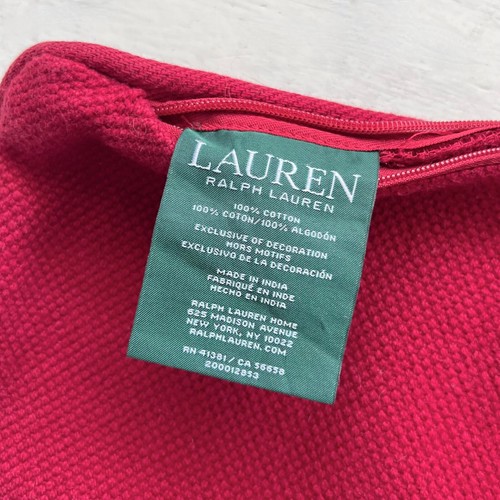 LAUREN
RALPH LAUREN
100% COTTON
100% COTON/100% ALGODÓN
EXCLUSIVE OF DECORATION
HORS MOTIFS
EXCLUSIVO DE LA DECORACIÓN
MADE IN INDIA
FABRIQUÉ EN INDE
HECHO EN INDIA
RALPH LAUREN HOME
625 MADISON AVENUE
NEW YORK, NY 10022
RALPHLAUREN.COM
RN 41381 / CA 56658
200012853